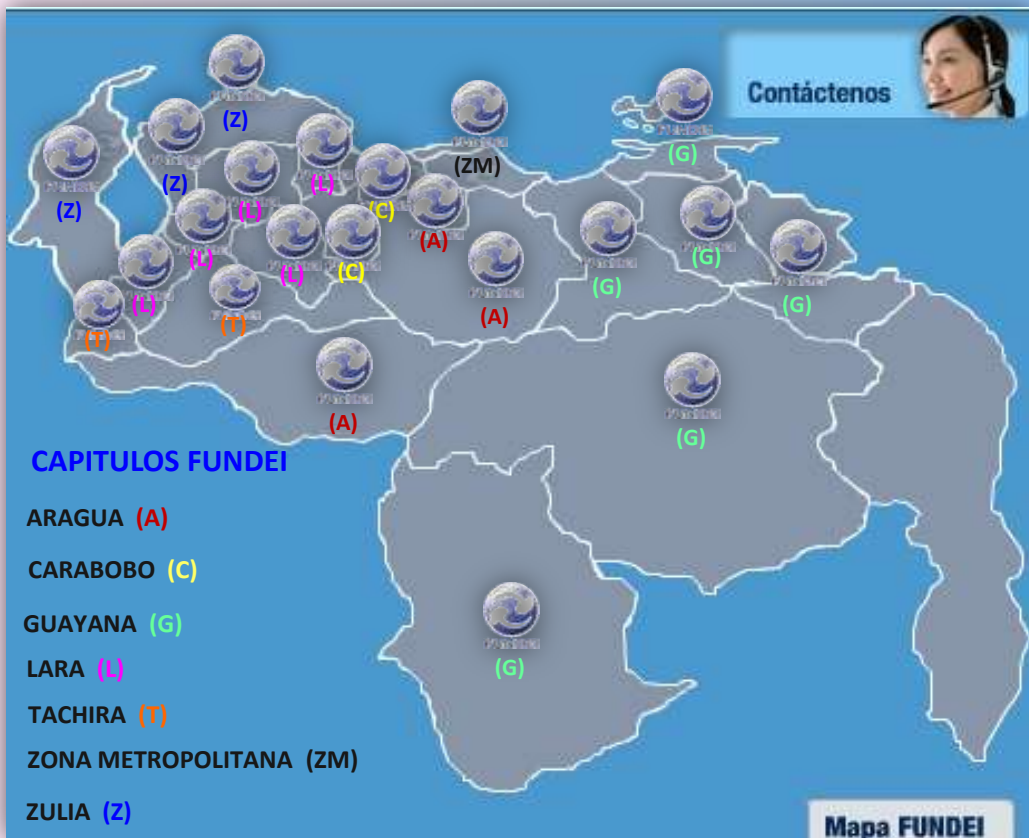 Contáctenos
(Z)
(ZM)
(G)
(L)
(Z)
(Z)
(C)
(L)
(A)
(L)
(C)
(L)
(G)
(G)
(L)
(G)
(T)
(A)
(T)
(A)
(G)
CAPITULOS FUNDEI
ARAGUA (A)
CARABOBO (C)
GUAYANA (G)
(G)
LARA (L)
TACHIRA (T)
ZONA METROPOLITANA (ZM)
ZULIA (Z)
Mapa FUNDEI